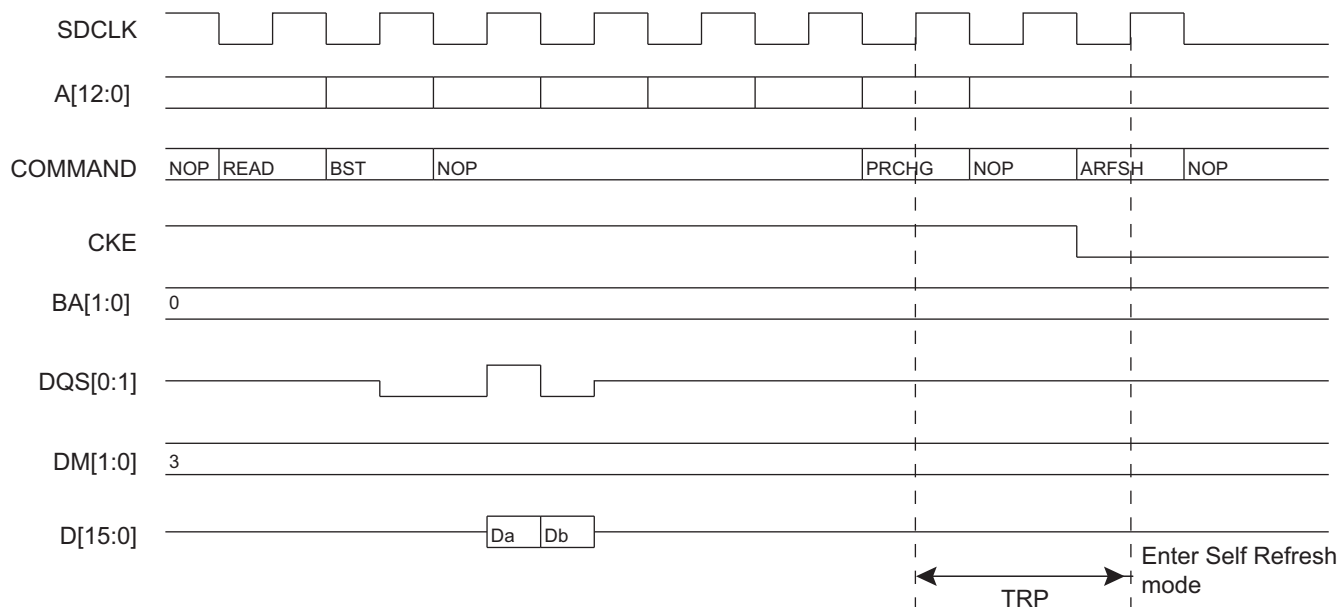 SDCLK
A[12:0]
COMMAND NOP READ BST NOP PRCHG NOP ARFSH NOP
CKE
BA[1:0] 0
DQS[0:1]
DM[1:0] 3
D[15:0] Da Db
TRP
Enter Self Refresh
mode